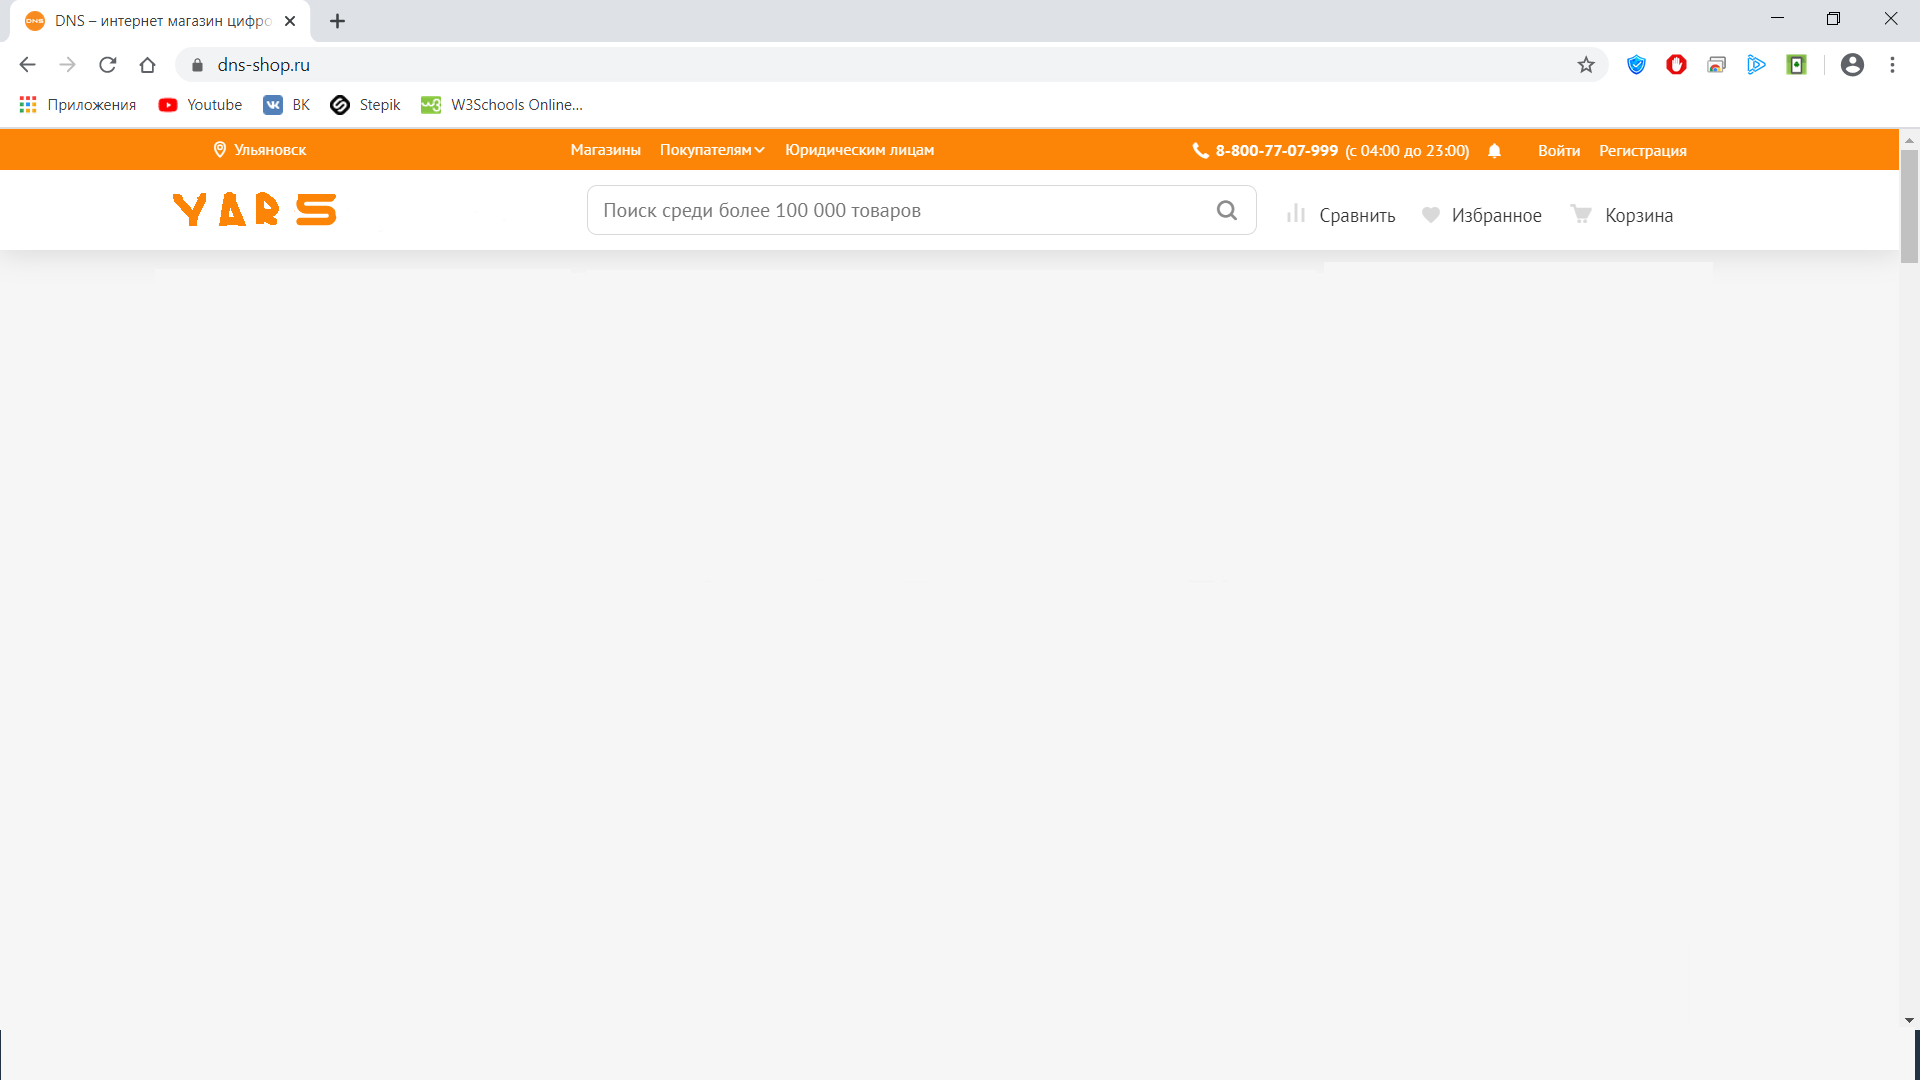 DNS – интернет магазин цифро
dns-shop.ru
Приложения Youtube ВК Stepik W3Schools Online...
Ульяновск Магазины Покупателям Юридическим лицам 8-800-77-07-999 (с 04:00 до 23:00) Войти Регистрация
YARS Поиск среди более 100 000 товаров Сравнить Избранное Корзина